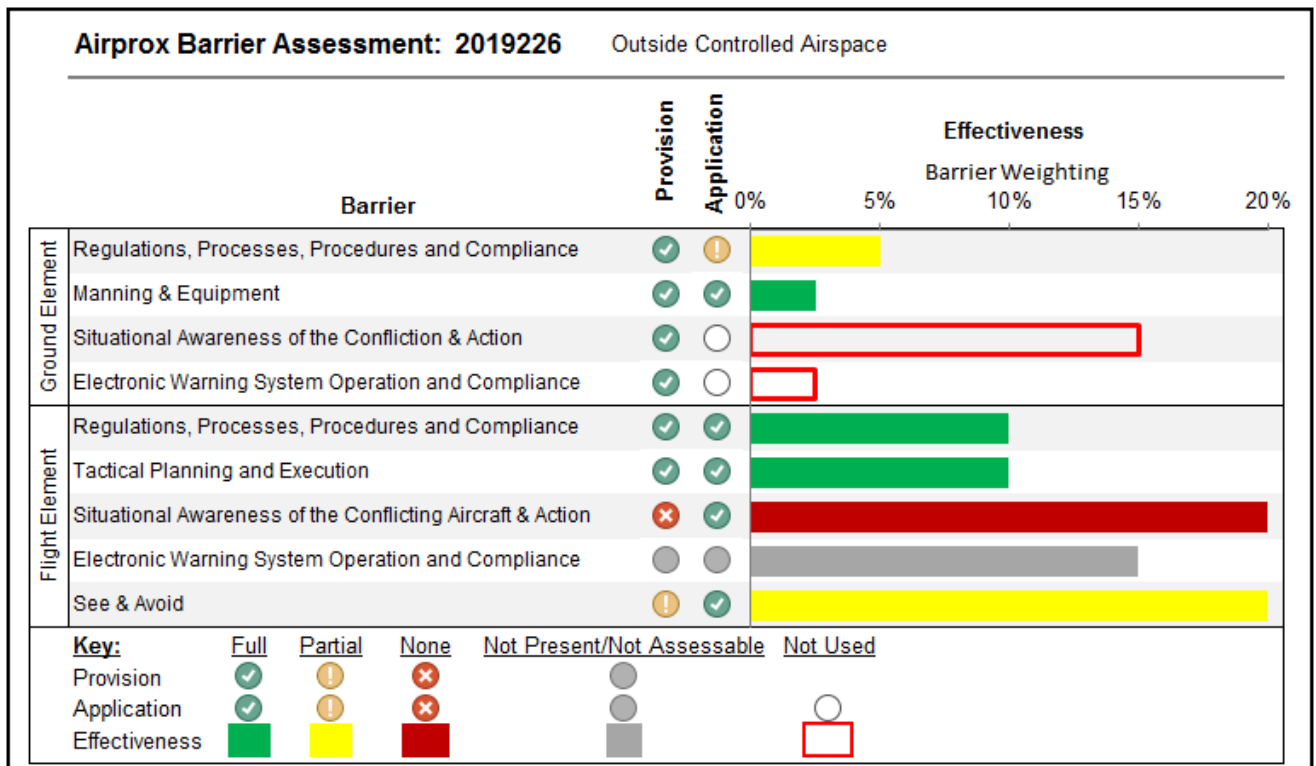 Airprox Barrier Assessment: 2019226 Outside Controlled Airspace
Barrier Provision Application Effectiveness
Barrier Weighting
0% 5% 10% 15% 20%
Ground Element
Regulations, Processes, Procedures and Compliance
Manning & Equipment
Situational Awareness of the Confliction & Action
Electronic Warning System Operation and Compliance
Flight Element
Regulations, Processes, Procedures and Compliance
Tactical Planning and Execution
Situational Awareness of the Conflicting Aircraft & Action
Electronic Warning System Operation and Compliance
See & Avoid
Key: Full Partial None Not Present/Not Assessable Not Used
Provision
Application
Effectiveness